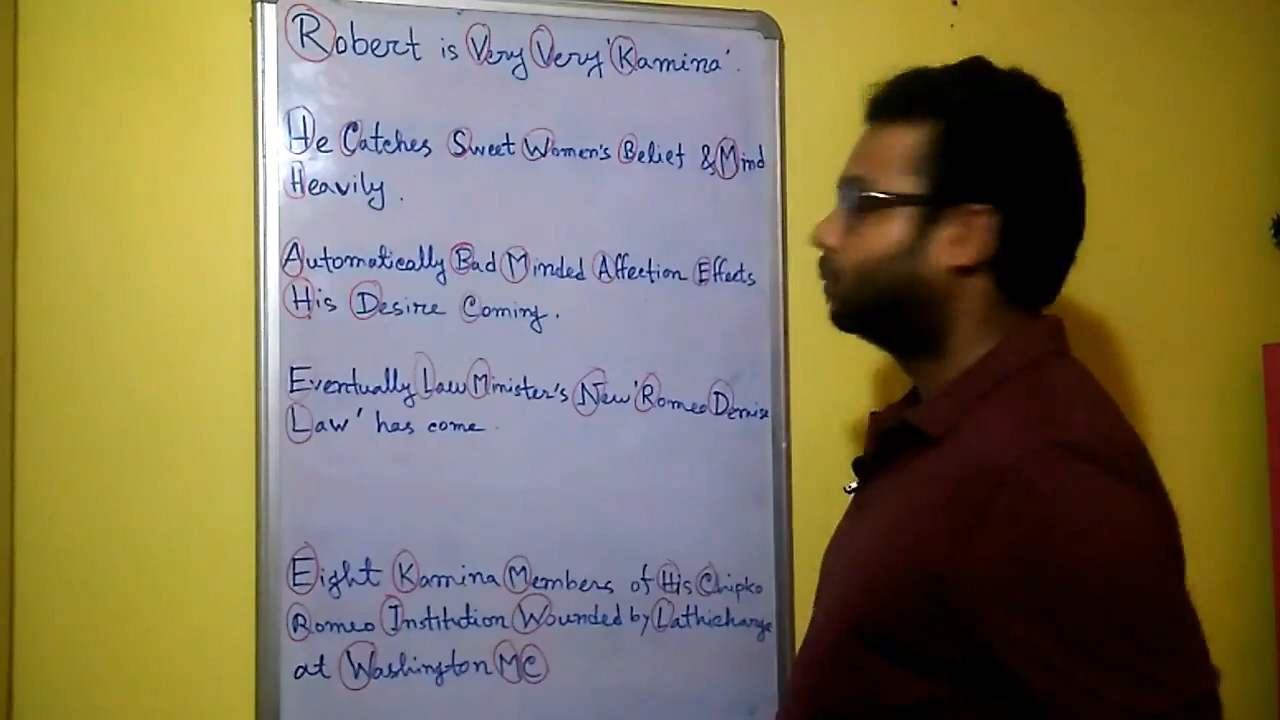 Robert is Very Very 'Kamina'.
He Catches Sweet Women's Belief & Mind
Heavily.
Automatically Bad Minded Affection Effects
His Desire Coming.
Eventually Law Minister's New 'Romeo Demise
Law' has come.
Eight Kamina Members of His Chipko
Romeo Institution Wounded by Lathicharge
at Washington MC